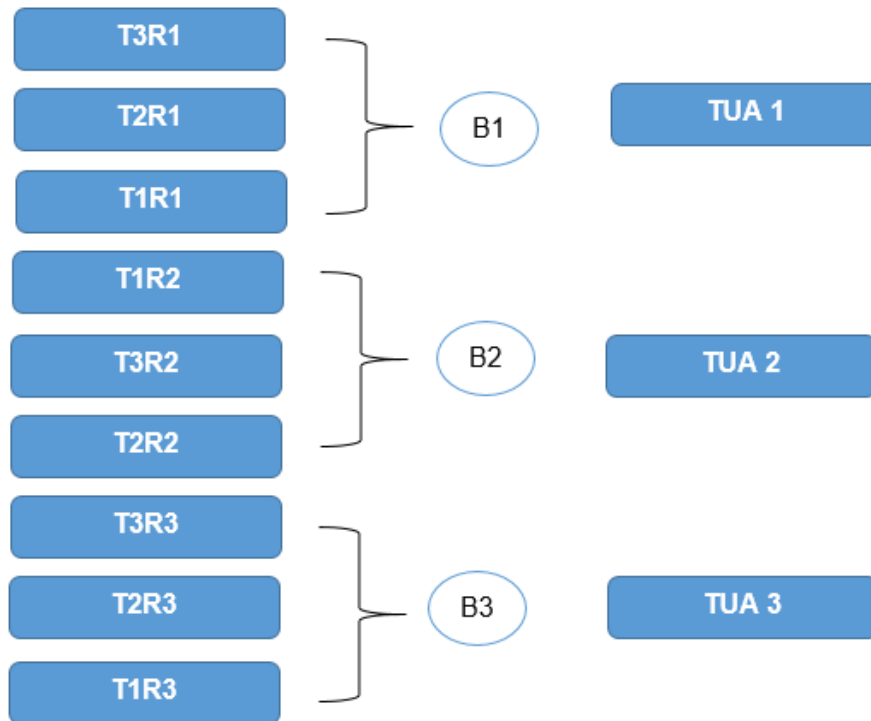 T3R1
T2R1
T1R1
B1
TUA 1
T1R2
T3R2
T2R2
B2
TUA 2
T3R3
T2R3
T1R3
B3
TUA 3